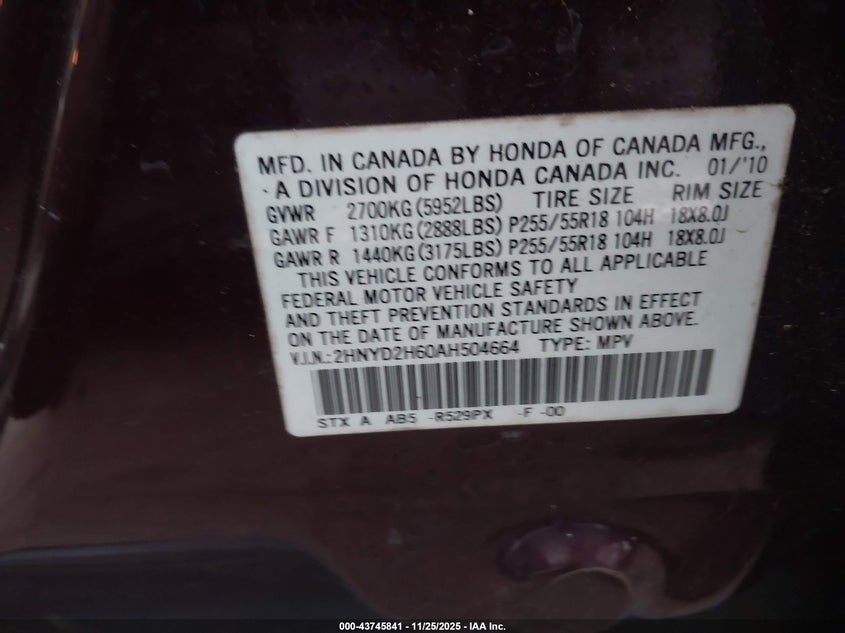 MFD. IN CANADA BY HONDA OF CANADA MFG.,
A DIVISION OF HONDA CANADA INC. 01/'10
GVWR 2700KG (5952LBS) TIRE SIZE RIM SIZE
GAWR F 1310KG (2888LBS) P255/55R18 104H 18X8.0J
GAWR R 1440KG (3175LBS) P255/55R18 104H 18X8.0J
THIS VEHICLE CONFORMS TO ALL APPLICABLE
FEDERAL MOTOR VEHICLE SAFETY
AND THEFT PREVENTION STANDARDS IN EFFECT
ON THE DATE OF MANUFACTURE SHOWN ABOVE.
V.I.N.:2HNYD2H60AH504664 TYPE: MPV
STX A AB5 -R529PX -F -00
000-43745841 - 11/25/2025 - IAA Inc.